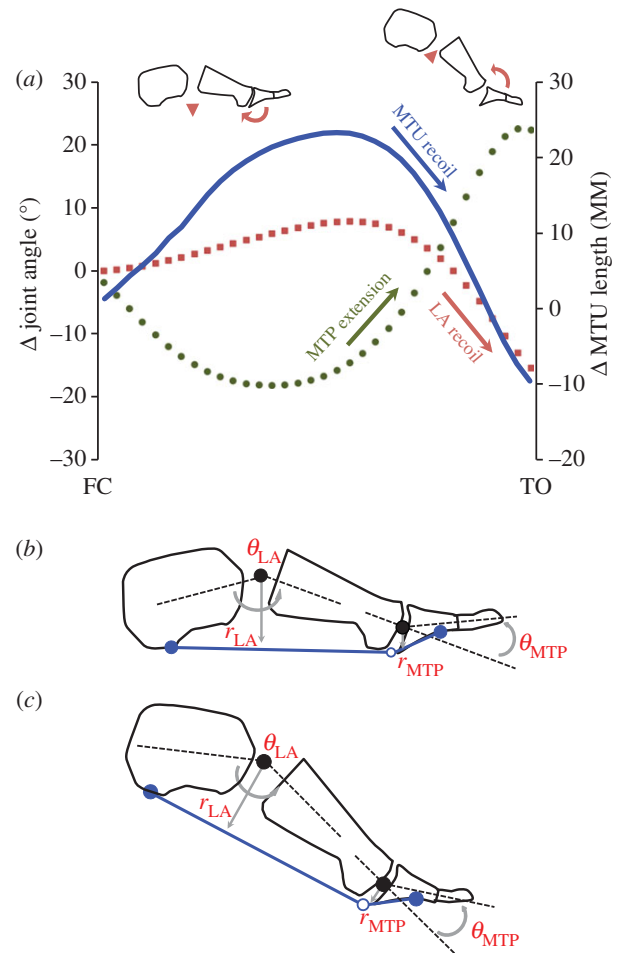 (a)
30
20
10
0
–10
–20
–30
Δ joint angle (°)
MTU recoil
MTP extension
LA recoil
30
20
10
0
–10
–20
Δ MTU length (MM)
FC
TO
(b)
θLA
rLA
rMTP
θMTP
(c)
θLA
rLA
rMTP
θMTP